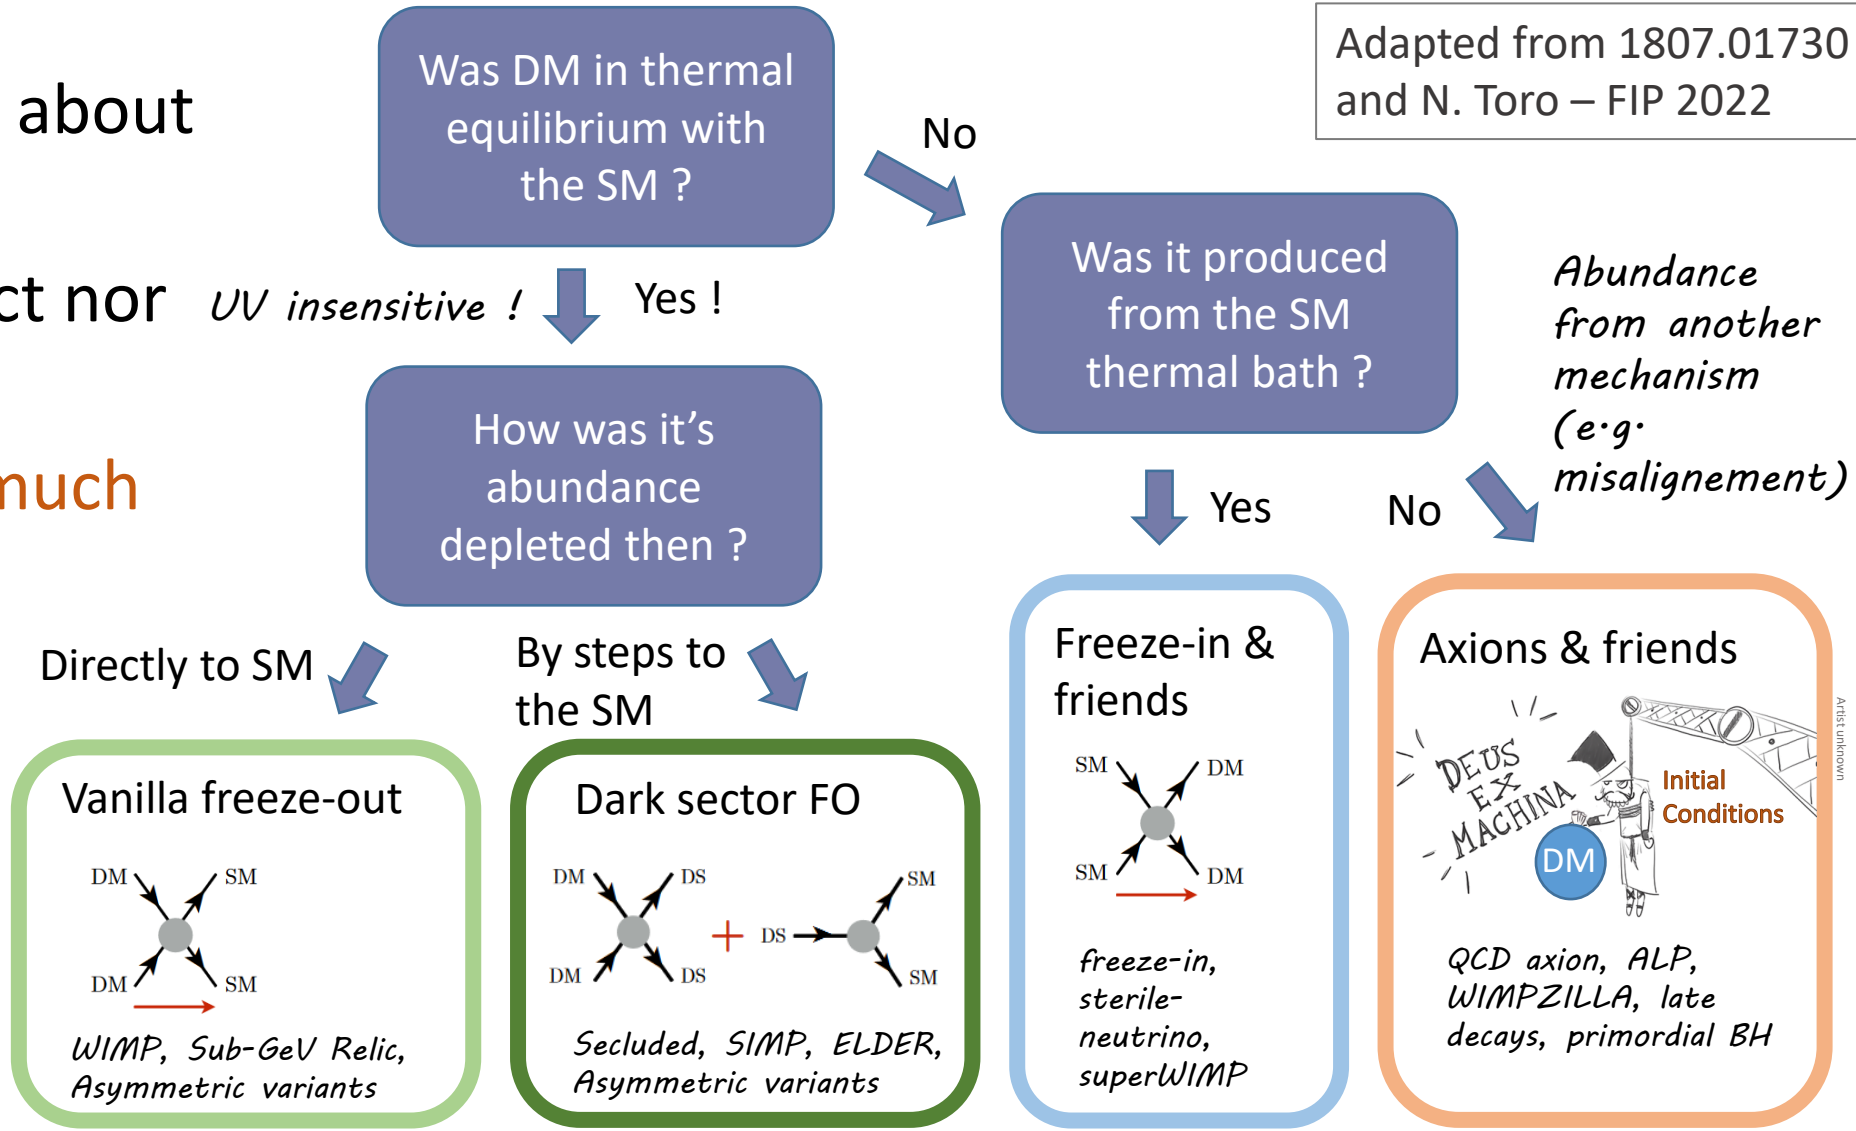 about
ct nor
much
Adapted from 1807.01730
and N. Toro – FIP 2022
Was DM in thermal
equilibrium with
the SM ?
No
UV insensitive !
Yes !
Was it produced
from the SM
thermal bath ?
Abundance
from another
mechanism
(e.g.
misalignement)
How was it's
abundance
depleted then ?
Yes
No
Directly to SM
By steps to
the SM
Vanilla freeze-out
DM
SM
DM
SM
WIMP, Sub-GeV Relic,
Asymmetric variants
Dark sector FO
DM
DS
DM
DS
+
DS
SM
SM
Secluded, SIMP, ELDER,
Asymmetric variants
Freeze-in &
friends
SM
DM
SM
DM
freeze-in,
sterile-
neutrino,
superWIMP
Axions & friends
DEUS
EX
MACHINA
Initial
Conditions
DM
Artist unknown
QCD axion, ALP,
WIMPZILLA, late
decays, primordial BH